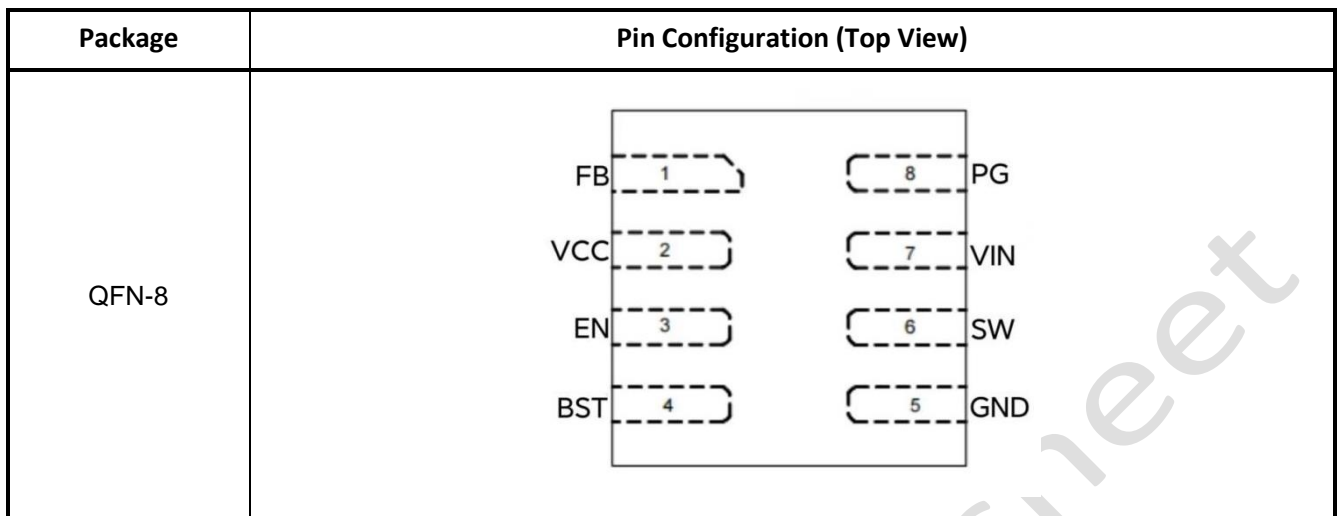 Package
Pin Configuration (Top View)
QFN-8
FB 1 8 PG
VCC 2 7 VIN
EN 3 6 SW
BST 4 5 GND